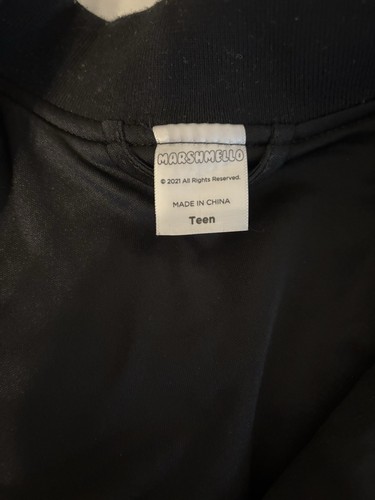 MARSHMELLO
© 2021 All Rights Reserved.
MADE IN CHINA
Teen